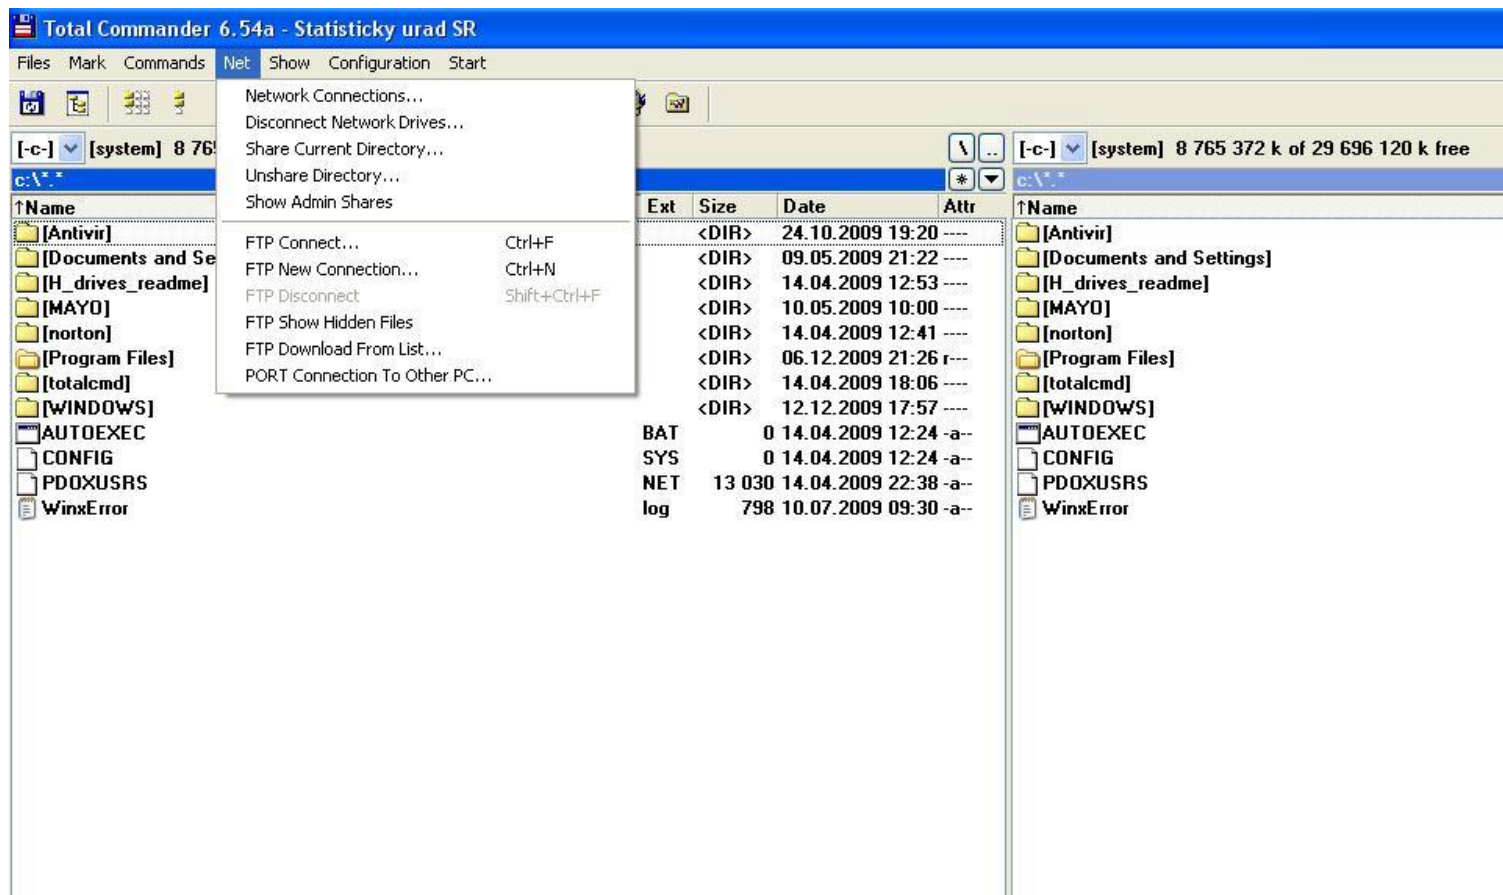 Total Commander 6.54a - Statisticky urad SR
Files Mark Commands Net Show Configuration Start
Network Connections...
Disconnect Network Drives...
Share Current Directory...
Unshare Directory...
Show Admin Shares
FTP Connect... Ctrl+F
FTP New Connection... Ctrl+N
FTP Disconnect Shift+Ctrl+F
FTP Show Hidden Files
FTP Download From List...
PORT Connection To Other PC...
[-c-] [system] 8 765 \ ..
c:\*.* * ▼
↑Name Ext Size Date Attr
[Antivir] <DIR> 24.10.2009 19:20 ----
[Documents and Se <DIR> 09.05.2009 21:22 ----
[H_drives_readme] <DIR> 14.04.2009 12:53 ----
[MAYO] <DIR> 10.05.2009 10:00 ----
[norton] <DIR> 14.04.2009 12:41 ----
[Program Files] <DIR> 06.12.2009 21:26 r---
[totalcmd] <DIR> 14.04.2009 18:06 ----
[WINDOWS] <DIR> 12.12.2009 17:57 ----
AUTOEXEC BAT 0 14.04.2009 12:24 -a--
CONFIG SYS 0 14.04.2009 12:24 -a--
PDOXUSRS NET 13 030 14.04.2009 22:38 -a--
WinxError log 798 10.07.2009 09:30 -a--
[-c-] [system] 8 765 372 k of 29 696 120 k free
c:\*.*
↑Name
[Antivir]
[Documents and Settings]
[H_drives_readme]
[MAYO]
[norton]
[Program Files]
[totalcmd]
[WINDOWS]
AUTOEXEC
CONFIG
PDOXUSRS
WinxError